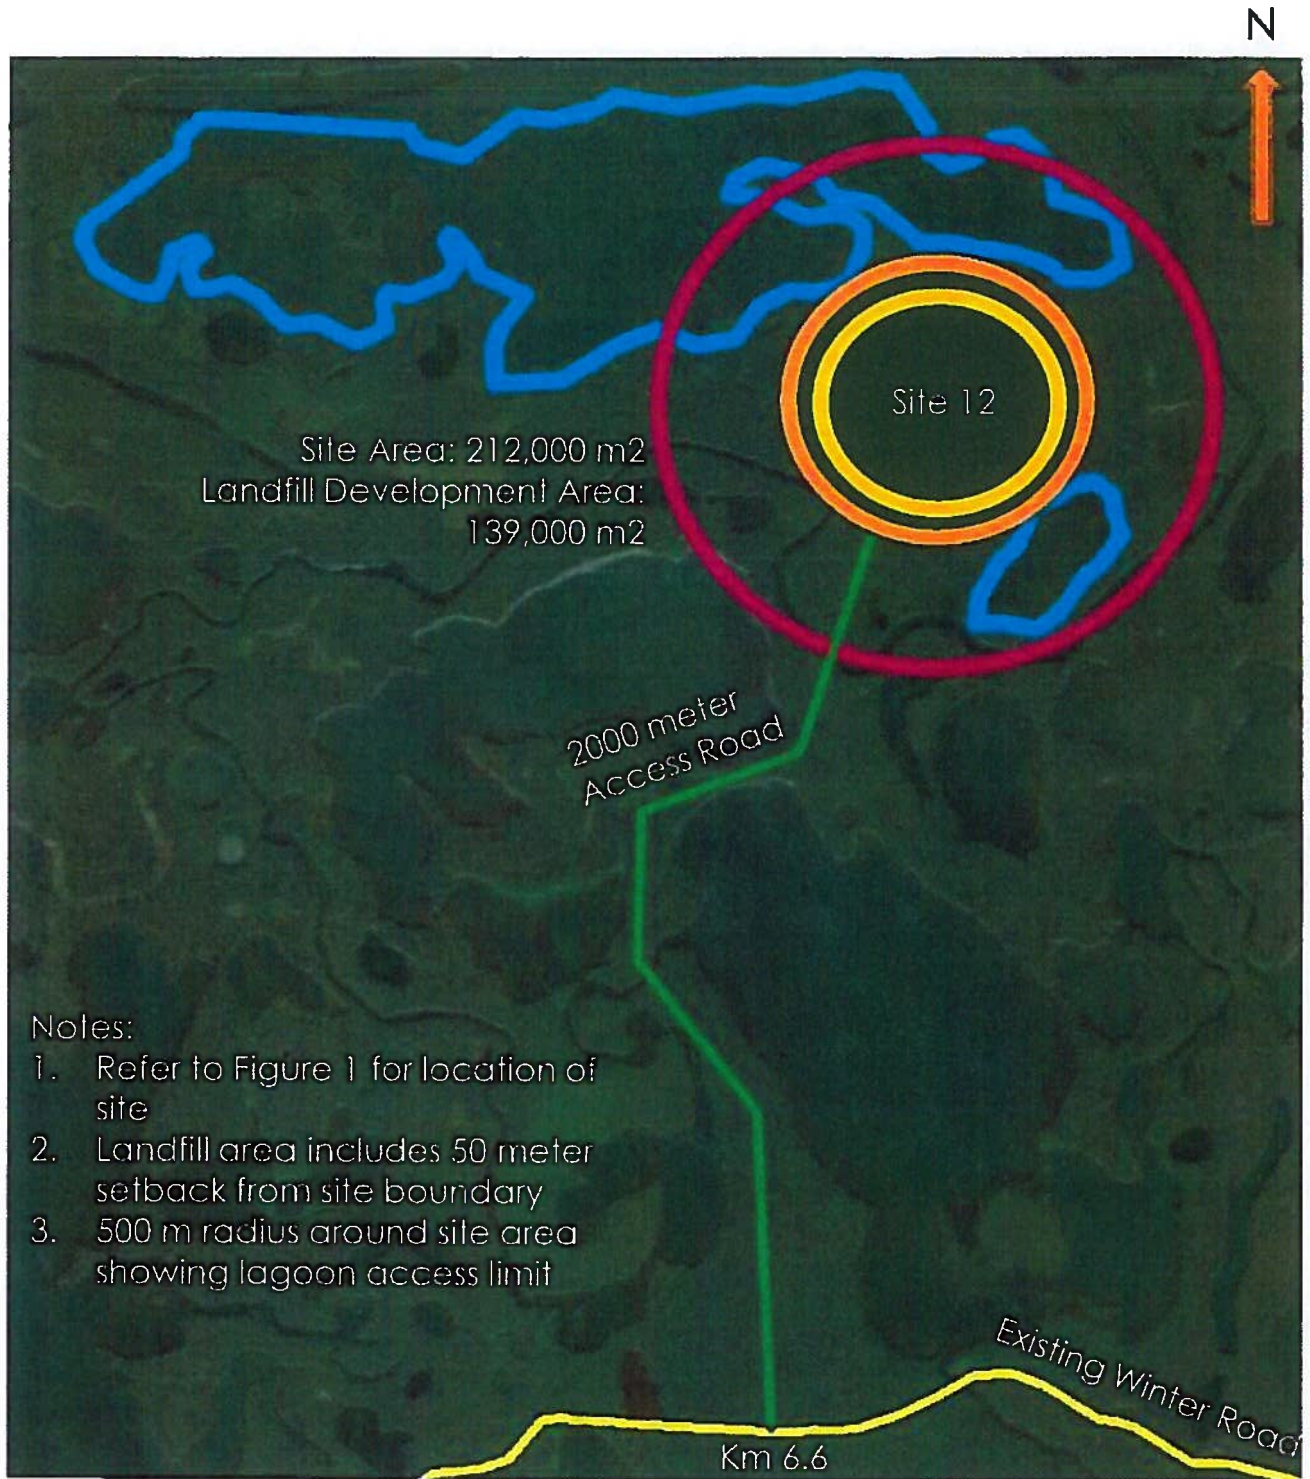 N
Site 12
Site Area: 212,000 m2
Landfill Development Area:
139,000 m2
2000 meter
Access Road
Notes:
1. Refer to Figure 1 for location of
site
2. Landfill area includes 50 meter
setback from site boundary
3. 500 m radius around site area
showing lagoon access limit
Existing Winter Road
Km 6.6